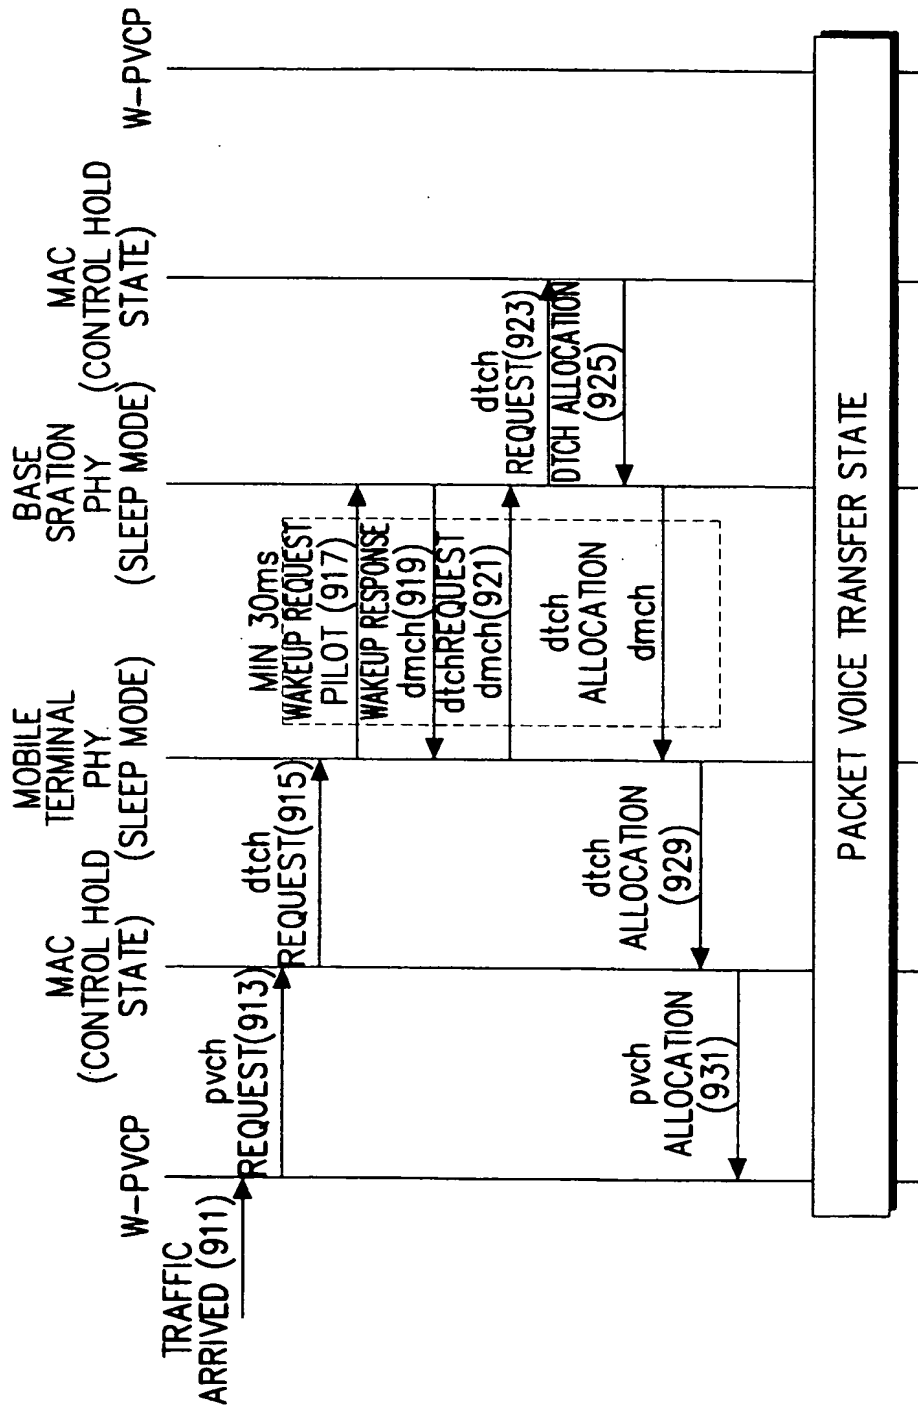 W-PVCP
MAC
(CONTROL HOLD
STATE)
MOBILE
TERMINAL
PHY.
(SLEEP MODE)
BASE
SRATION
PHY
(SLEEP MODE)
MAC
(CONTROL HOLD
STATE)
W-PVCP
TRAFFIC
ARRIVED (911)
pvch
REQUEST(913)
dtch
REQUEST(915)
MIN 30ms
WAKEUP REQUEST
PILOT (917)
WAKEUP RESPONSE
dmch(919)
dtchREQUEST
dmch(921)
dtch
REQUEST(923)
DTCH ALLOCATION
(925)
dtch
ALLOCATION
dmch
dtch
ALLOCATION
(929)
pvch
ALLOCATION
(931)
PACKET VOICE TRANSFER STATE